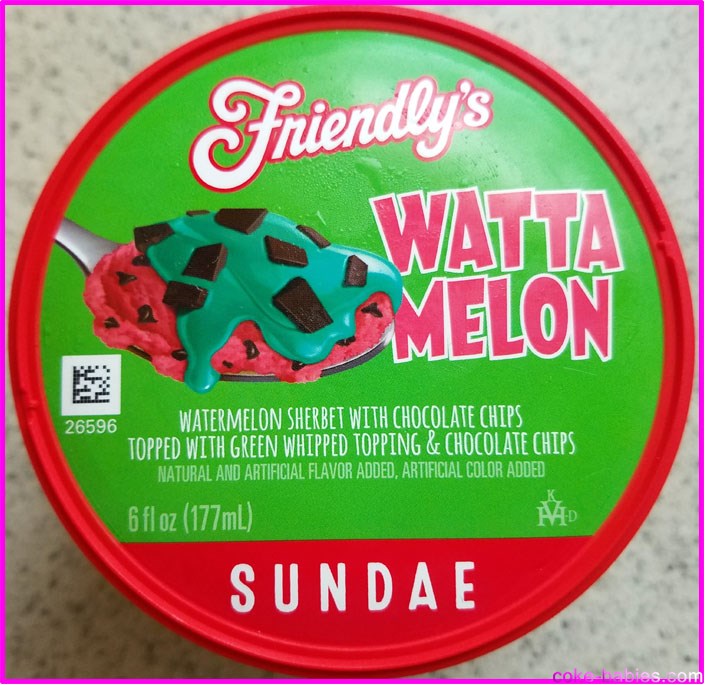 Friendly's
WATTA
MELON
26596
WATERMELON SHERBET WITH CHOCOLATE CHIPS
TOPPED WITH GREEN WHIPPED TOPPING & CHOCOLATE CHIPS
NATURAL AND ARTIFICIAL FLAVOR ADDED, ARTIFICIAL COLOR ADDED
6 fl oz (177mL)
K
D
SUNDAE
coke-babies.com